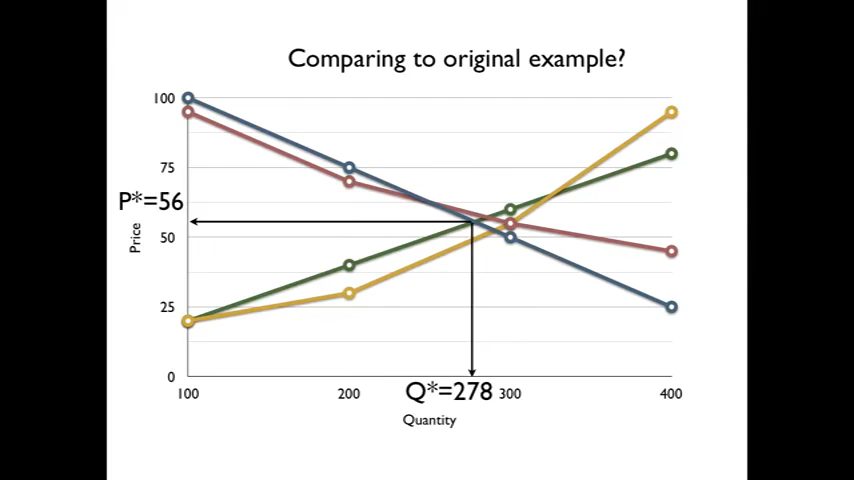 Comparing to original example?
100
75
P*=56
Price
50
25
0
100
200
Q*=278
300
400
Quantity